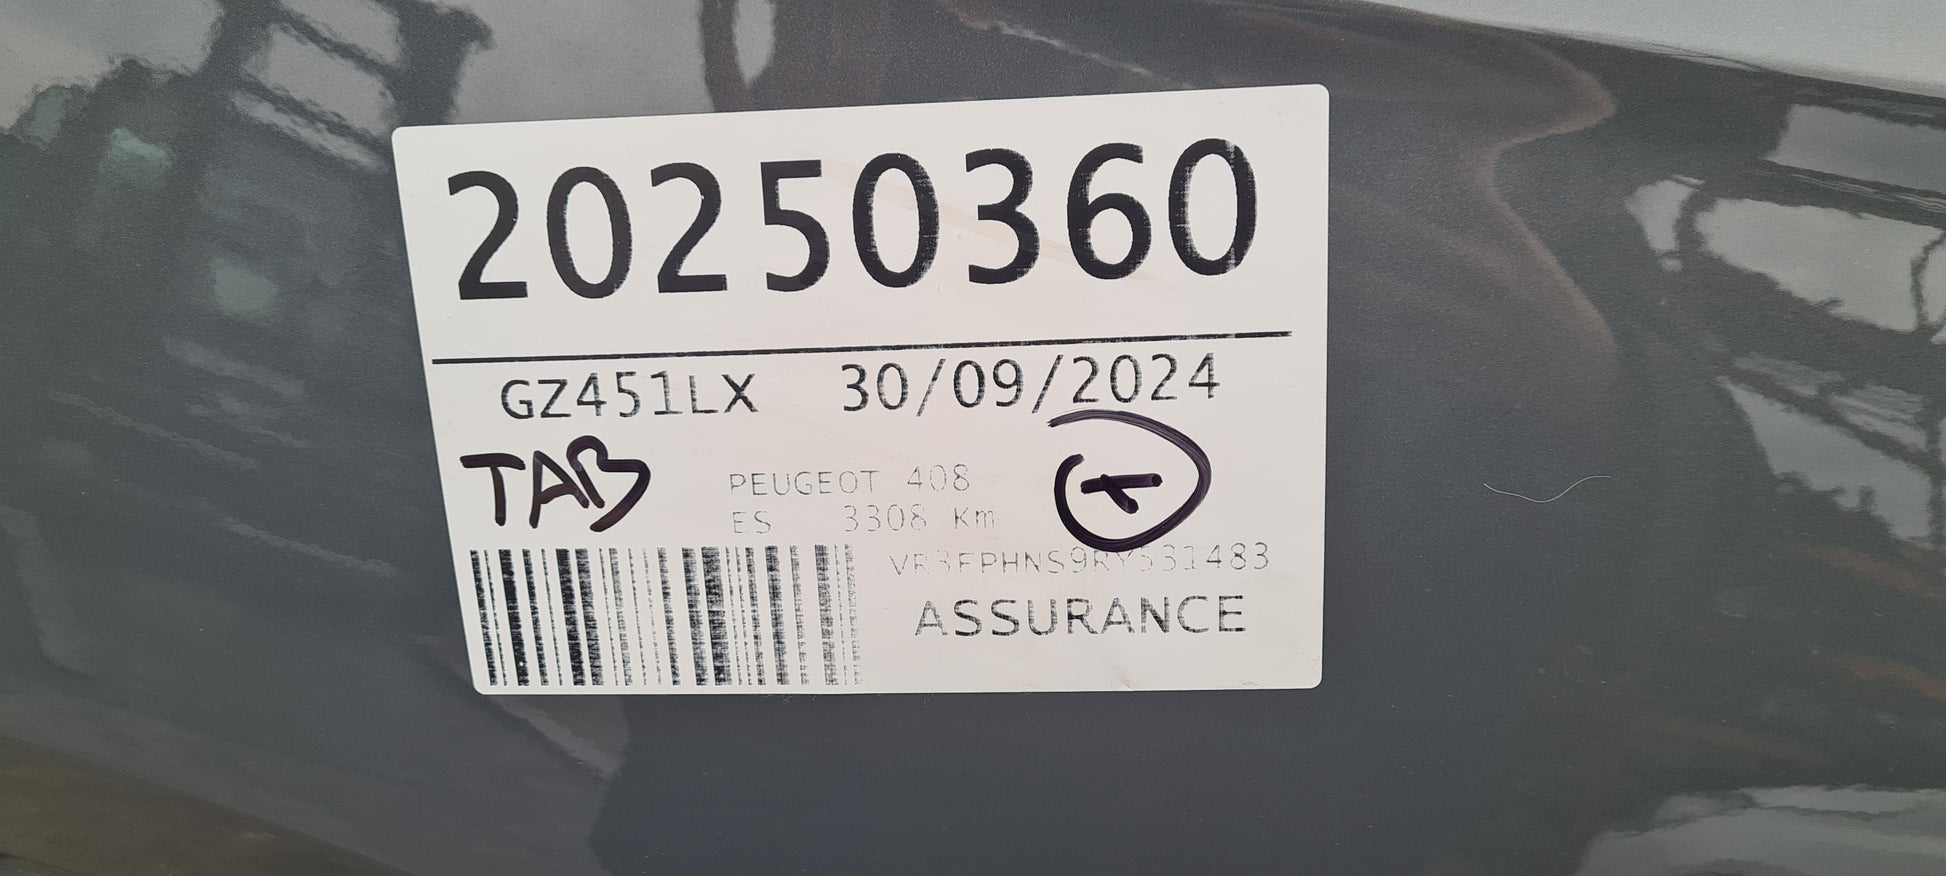 20250360
GZ451LX 30/09/2024
TAB
PEUGEOT 408
ES 3308 Km
VR3FPHNS9RY531483
ASSURANCE